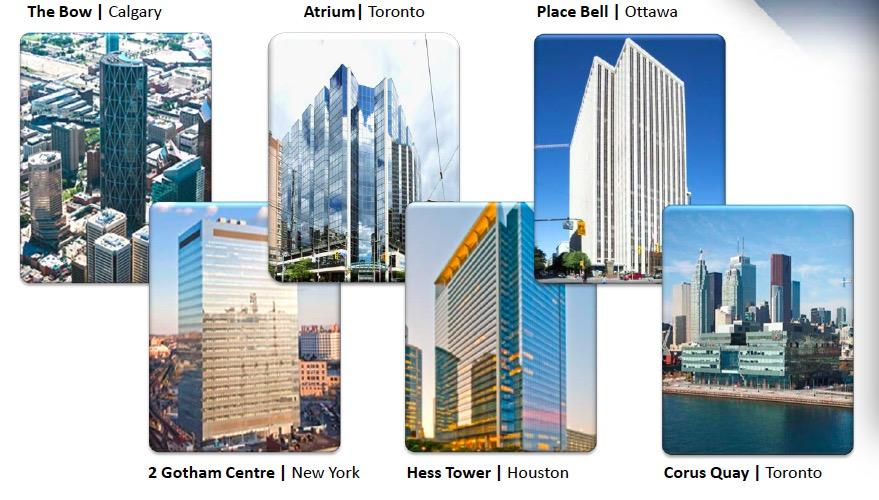 The Bow | Calgary
Atrium| Toronto
Place Bell | Ottawa
2 Gotham Centre | New York
Hess Tower | Houston
Corus Quay | Toronto